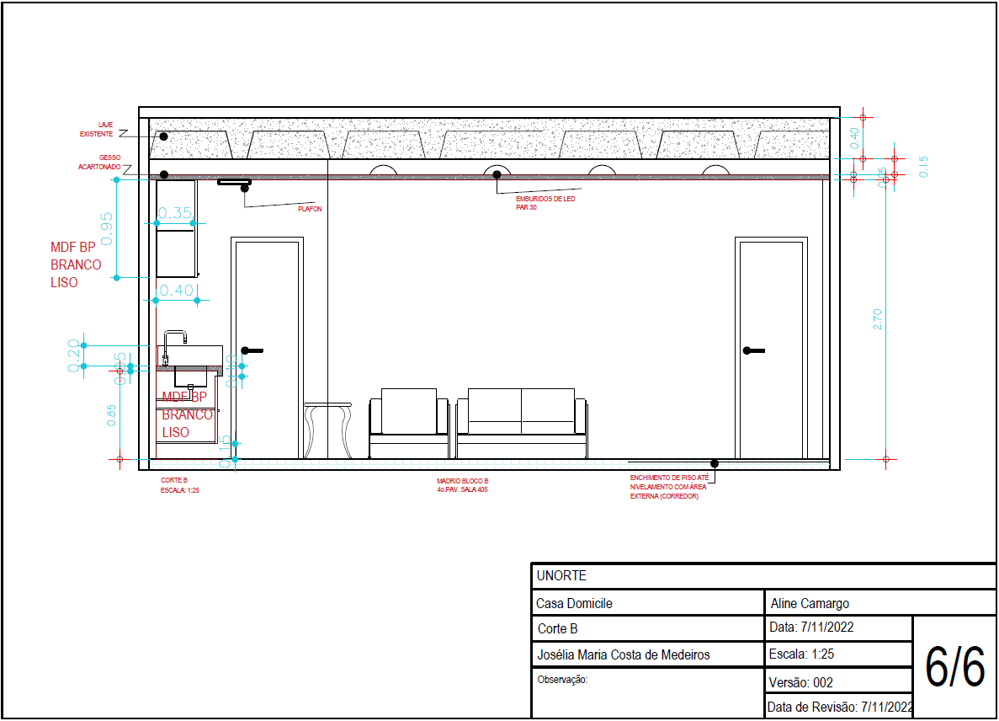 LAJE
EXISTENTE
GESSO
ACARTONADO
0.40
0.05
0.15
PLAFON
EMBURIDOS DE LED
PAR 30
0.35
0.95
MDF BP
BRANCO
LISO
0.40
2.70
0.20
0.05
0.10
0.85
MDF BP
BRANCO
LISO
0.15
CORTE B
ESCALA: 1:25
MADRID BLOCO B
4o.PAV. SALA 405
ENCHIMENTO DE PISO ATÉ
NIVELAMENTO COM ÁREA
EXTERNA (CORREDOR)
UNORTE
Casa Domicile
Aline Camargo
Corte B
Data: 7/11/2022
Josélia Maria Costa de Medeiros
Escala: 1:25
6/6
Observação:
Versão: 002
Data de Revisão: 7/11/2022